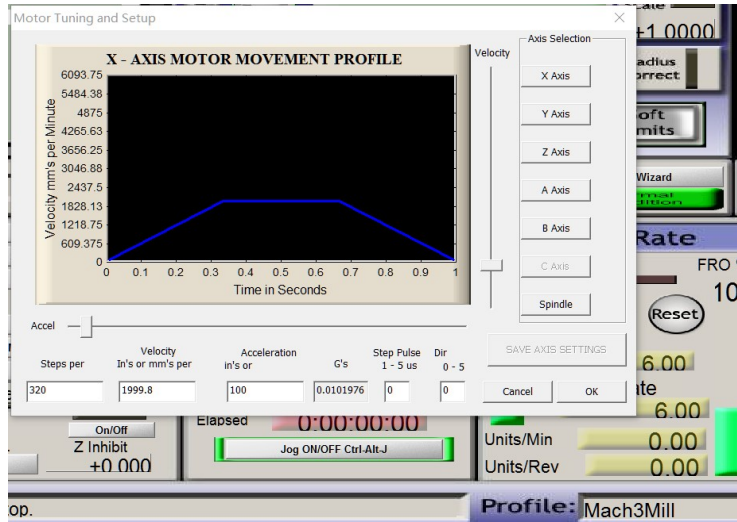 Motor Tuning and Setup
X - AXIS MOTOR MOVEMENT PROFILE
Velocity mm's per Minute
6093.75
5484.38
4875
4265.63
3656.25
3046.88
2437.5
1828.13
1218.75
609.375
0
0 0.1 0.2 0.3 0.4 0.5 0.6 0.7 0.8 0.9 1
Time in Seconds
Velocity
Axis Selection
X Axis
Y Axis
Z Axis
A Axis
B Axis
C Axis
Spindle
Accel
Steps per
Velocity
In's or mm's per
Acceleration
in's or
G's
Step Pulse
1 - 5 us
Dir
0 - 5
320
1999.8
100
0.0101976
0
0
SAVE AXIS SETTINGS
Cancel
OK
+1.0000
Wizard
Rate
FRO
10
Reset
6.00
6.00
Units/Min
0.00
Units/Rev
0.00
On/Off
Z Inhibit
+0.000
Elapsed
0:00:00:00
Jog ON/OFF Ctrl-Alt-J
op.
Profile:
Mach3Mill